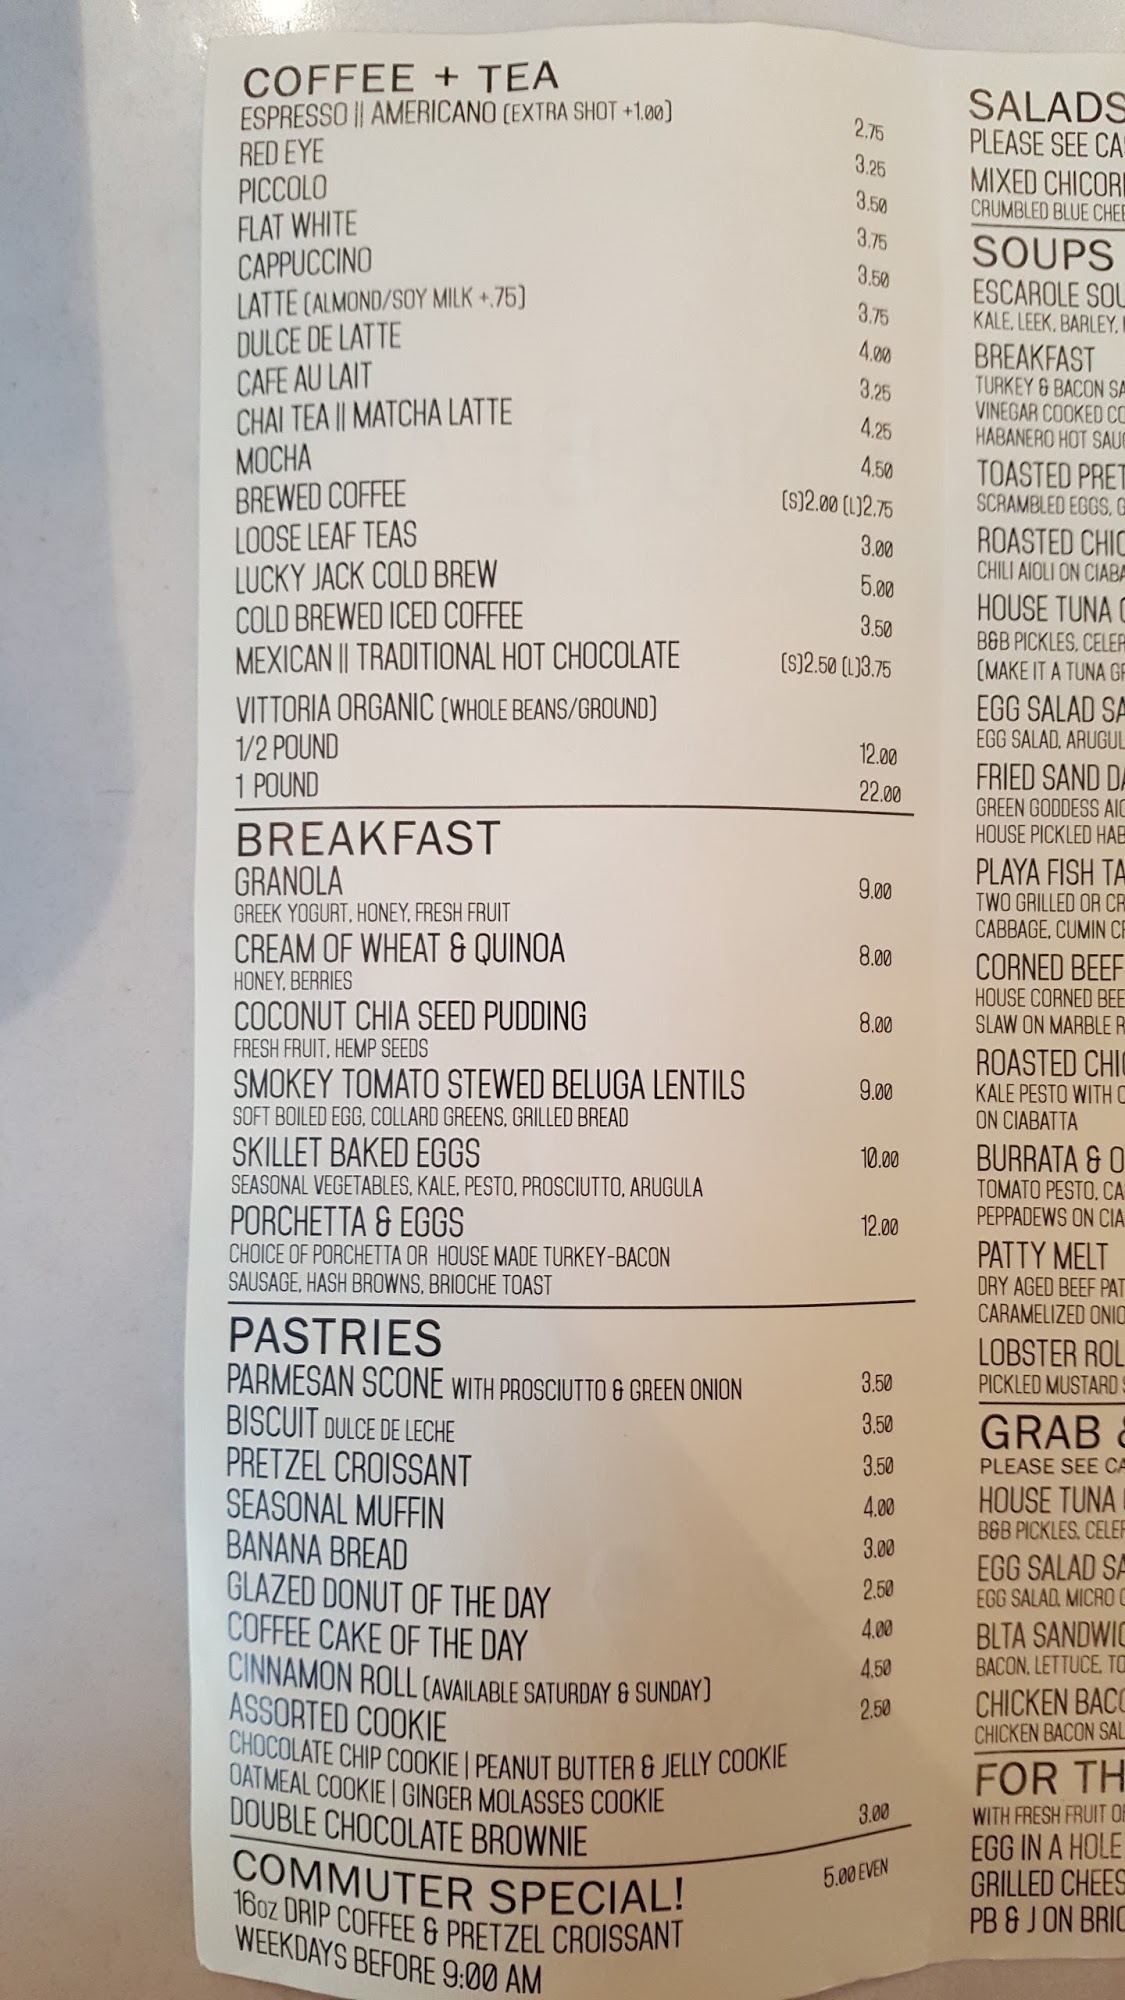 COFFEE + TEA
ESPRESSO || AMERICANO (EXTRA SHOT +1.00) 2.75
RED EYE 3.25
PICCOLO 3.50
FLAT WHITE 3.75
CAPPUCCINO 3.50
LATTE (ALMOND/SOY MILK +.75) 3.75
DULCE DE LATTE 4.00
CAFE AU LAIT 3.25
CHAI TEA || MATCHA LATTE 4.25
MOCHA 4.50
BREWED COFFEE (S)2.00 (L)2.75
LOOSE LEAF TEAS 3.00
LUCKY JACK COLD BREW 5.00
COLD BREWED ICED COFFEE 3.50
MEXICAN || TRADITIONAL HOT CHOCOLATE (S)2.50 (L)3.75
VITTORIA ORGANIC (WHOLE BEANS/GROUND)
1/2 POUND 12.00
1 POUND 22.00
BREAKFAST
GRANOLA 9.00
GREEK YOGURT, HONEY, FRESH FRUIT
CREAM OF WHEAT & QUINOA 8.00
HONEY, BERRIES
COCONUT CHIA SEED PUDDING 8.00
FRESH FRUIT, HEMP SEEDS
SMOKEY TOMATO STEWED BELUGA LENTILS 9.00
SOFT BOILED EGG, COLLARD GREENS, GRILLED BREAD
SKILLET BAKED EGGS 10.00
SEASONAL VEGETABLES, KALE, PESTO, PROSCIUTTO, ARUGULA
PORCHETTA & EGGS 12.00
CHOICE OF PORCHETTA OR HOUSE MADE TURKEY-BACON
SAUSAGE, HASH BROWNS, BRIOCHE TOAST
PASTRIES
PARMESAN SCONE WITH PROSCIUTTO & GREEN ONION 3.50
BISCUIT DULCE DE LECHE 3.50
PRETZEL CROISSANT 3.50
SEASONAL MUFFIN 4.00
BANANA BREAD 3.00
GLAZED DONUT OF THE DAY 2.50
COFFEE CAKE OF THE DAY 4.00
CINNAMON ROLL (AVAILABLE SATURDAY & SUNDAY) 4.50
ASSORTED COOKIE 2.50
CHOCOLATE CHIP COOKIE | PEANUT BUTTER & JELLY COOKIE
OATMEAL COOKIE | GINGER MOLASSES COOKIE
DOUBLE CHOCOLATE BROWNIE 3.00
COMMUTER SPECIAL! 5.00 EVEN
16oz DRIP COFFEE & PRETZEL CROISSANT
WEEKDAYS BEFORE 9:00 AM
SALADS
PLEASE SEE
MIXED
CRUMBLED BLUE
SOUPS
ESCAROLE
KALE, LEEK, BARLEY,
BREAKFAST
TURKEY & BACON
VINEGAR COOKED
HABANERO HOT
TOASTED
SCRAMBLED EGGS,
ROASTED
CHILI AIOLI ON
HOUSE TUNA
B&B PICKLES,
(MAKE IT A TUNA
EGG SALAD
EGG SALAD,
FRIED SAND
GREEN GODDESS
HOUSE PICKLED
PLAYA FISH
TWO GRILLED OR
CABBAGE, CUMIN
CORNED BEEF
HOUSE CORNED
SLAW ON MARBLE
ROASTED
KALE PESTO WITH
ON CIABATTA
BURRATA &
TOMATO PESTO,
PEPPADEWS ON
PATTY MELT
DRY AGED BEEF
CARAMELIZED
LOBSTER
PICKLED MUSTARD
GRAB &
PLEASE SEE
HOUSE TUNA
B&B PICKLES,
EGG SALAD
EGG SALAD, MICRO
BLTA
BACON, LETTUCE,
CHICKEN
CHICKEN BACON
FOR
WITH FRESH FRUIT
EGG IN A HOLE
GRILLED
PB & J ON